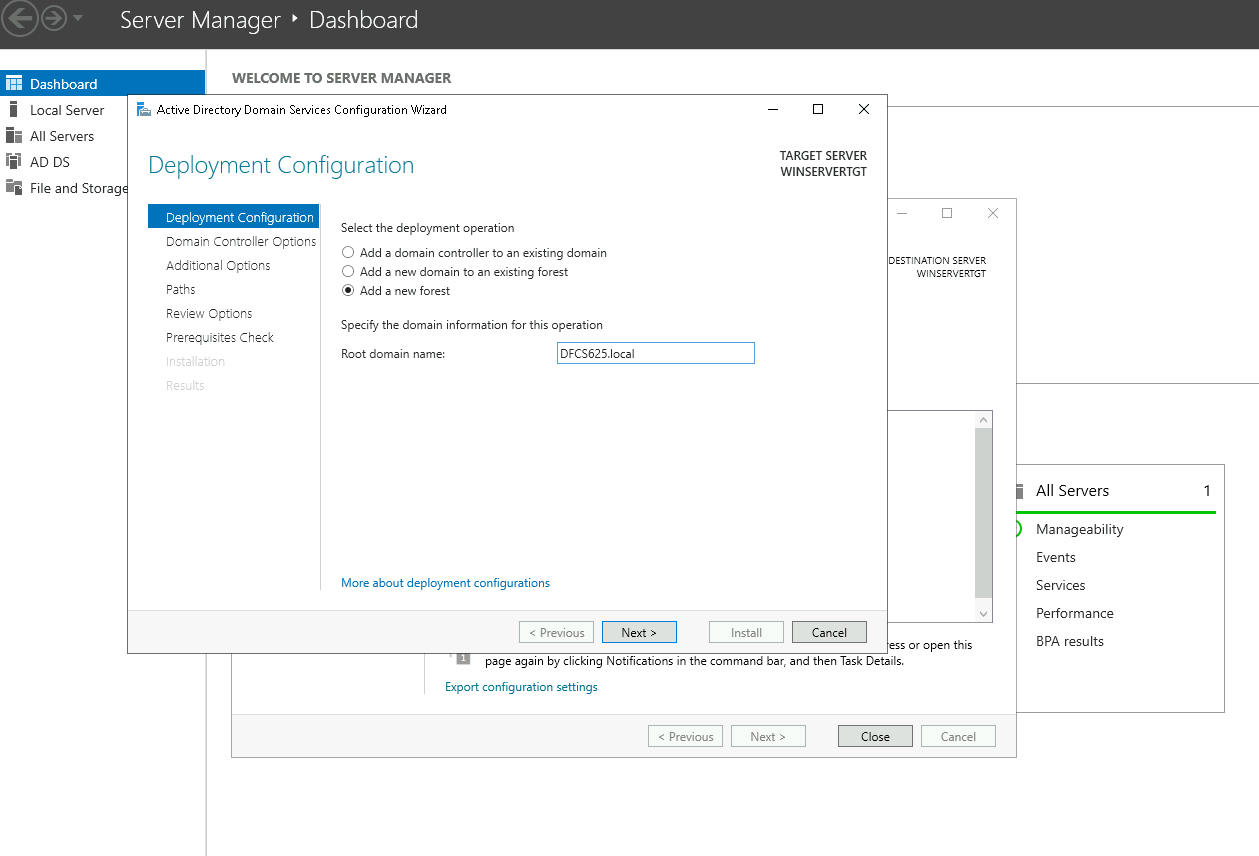 Server Manager ‣ Dashboard
Dashboard
Local Server
All Servers
AD DS
File and Storage
WELCOME TO SERVER MANAGER
Active Directory Domain Services Configuration Wizard
Deployment Configuration
TARGET SERVER
WINSERVERTGT
Deployment Configuration
Domain Controller Options
Additional Options
Paths
Review Options
Prerequisites Check
Installation
Results
Select the deployment operation
Add a domain controller to an existing domain
Add a new domain to an existing forest
Add a new forest
Specify the domain information for this operation
Root domain name:
DFCS625.local
More about deployment configurations
< Previous
Next >
Install
Cancel
DESTINATION SERVER
WINSERVERTGT
or open this
1
page again by clicking Notifications in the command bar, and then Task Details.
Export configuration settings
< Previous
Next >
Close
Cancel
All Servers 1
Manageability
Events
Services
Performance
BPA results